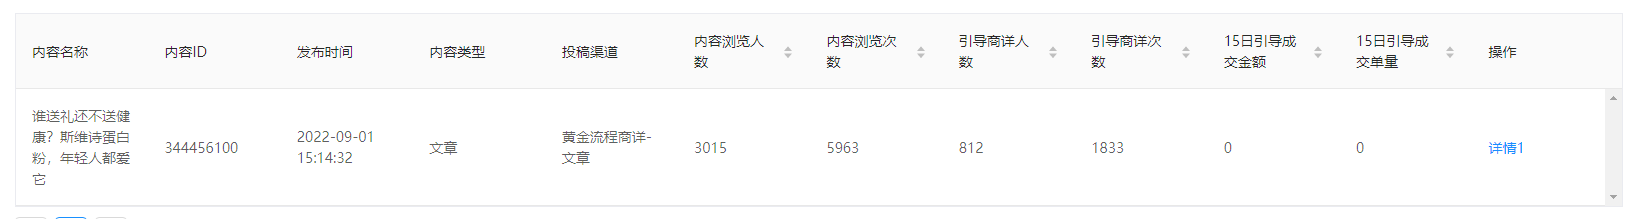 内容名称
内容ID
发布时间
内容类型
投稿渠道
内容浏览人
数
内容浏览次
数
引导商详人
数
引导商详次
数
15日引导成
交金额
15日引导成
交单量
操作
谁送礼还不送健
康？斯维诗蛋白
粉，年轻人都爱
它
344456100
2022-09-01
15:14:32
文章
黄金流程商详-
文章
3015
5963
812
1833
0
0
详情1